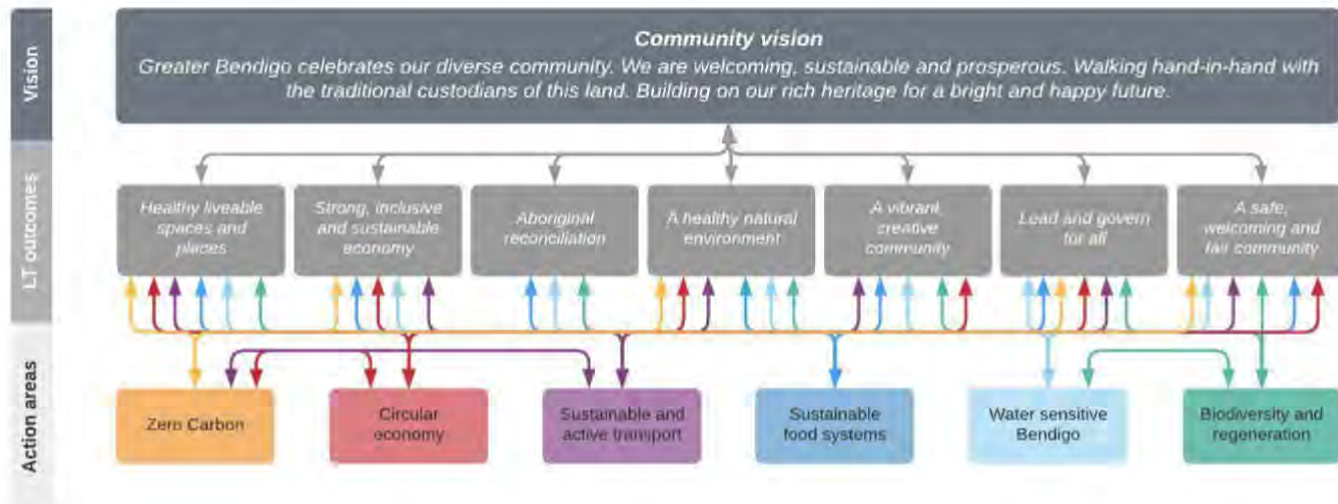 Vision
Community vision
Greater Bendigo celebrates our diverse community. We are welcoming, sustainable and prosperous. Walking hand-in-hand with
the traditional custodians of this land. Building on our rich heritage for a bright and happy future.
LT outcomes
Healthy liveable
spaces and
places
Strong, inclusive
and sustainable
economy
Aboriginal
reconciliation
A healthy natural
environment
A vibrant,
creative
community
Lead and govern
for all
A safe,
welcoming and
fair community
Action areas
Zero Carbon
Circular
economy
Sustainable and
active transport
Sustainable
food systems
Water sensitive
Bendigo
Biodiversity and
regeneration